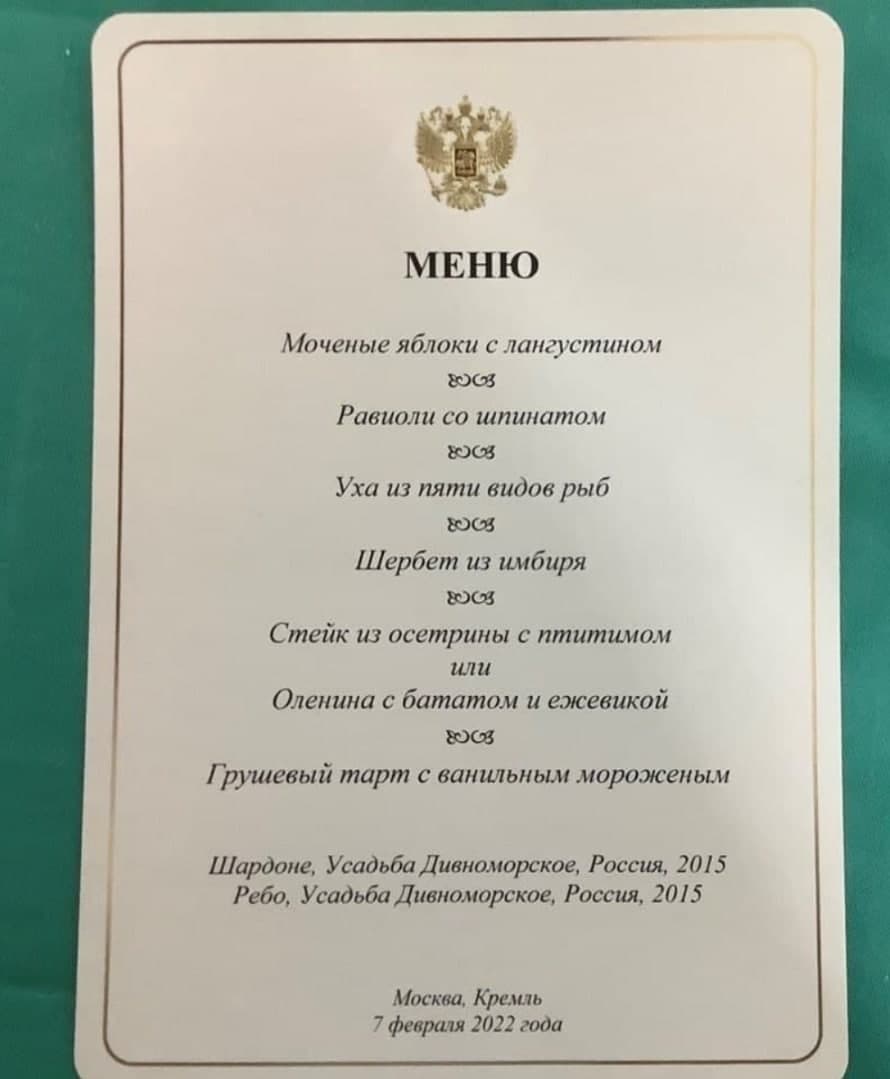 МЕНЮ
Моченые яблоки с лангустином
Равиоли со шпинатом
Уха из пяти видов рыб
Шербет из имбиря
Стейк из осетрины с птитимом
или
Оленина с бататом и ежевикой
Грушевый тарт с ванильным мороженым
Шардоне, Усадьба Дивноморское, Россия, 2015
Ребо, Усадьба Дивноморское, Россия, 2015
Москва, Кремль
7 февраля 2022 года